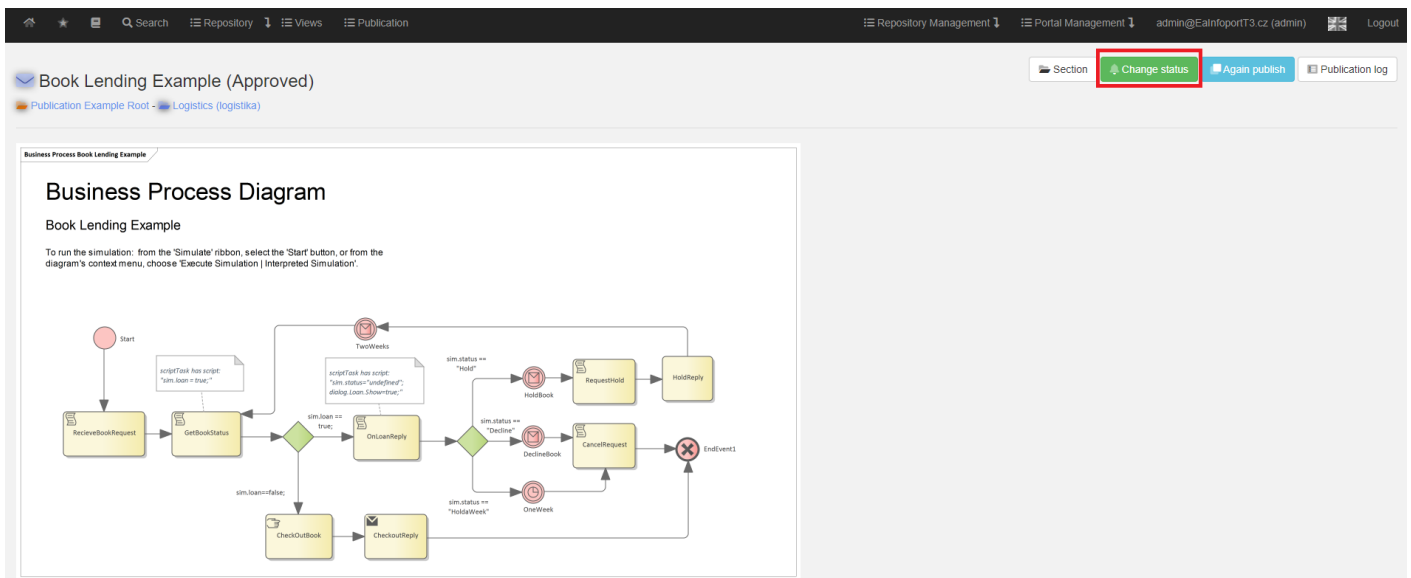 Search Repository Views Publication Repository Management Portal Management admin@EaInfoportT3.cz (admin) Logout
Book Lending Example (Approved)
Section Change status Again publish Publication log
Publication Example Root - Logistics (logistika)
Business Process Book Lending Example
Business Process Diagram
Book Lending Example
To run the simulation: from the 'Simulate' ribbon, select the 'Start' button, or from the
diagram's context menu, choose 'Execute Simulation | Interpreted Simulation'.
Start
TwoWeeks
scriptTask has script:
"sim.loan = true;"
scriptTask has script:
"sim.status="undefined";
dialog.Loan.Show=true;"
sim.status ==
"Hold"
HoldBook
RequestHold
HoldReply
RecieveBookRequest
GetBookStatus
sim.loan ==
true;
OnLoanReply
sim.status ==
"Decline"
DeclineBook
CancelRequest
EndEvent1
sim.loan==false;
sim.status ==
"HoldaWeek"
OneWeek
CheckOutBook
CheckoutReply